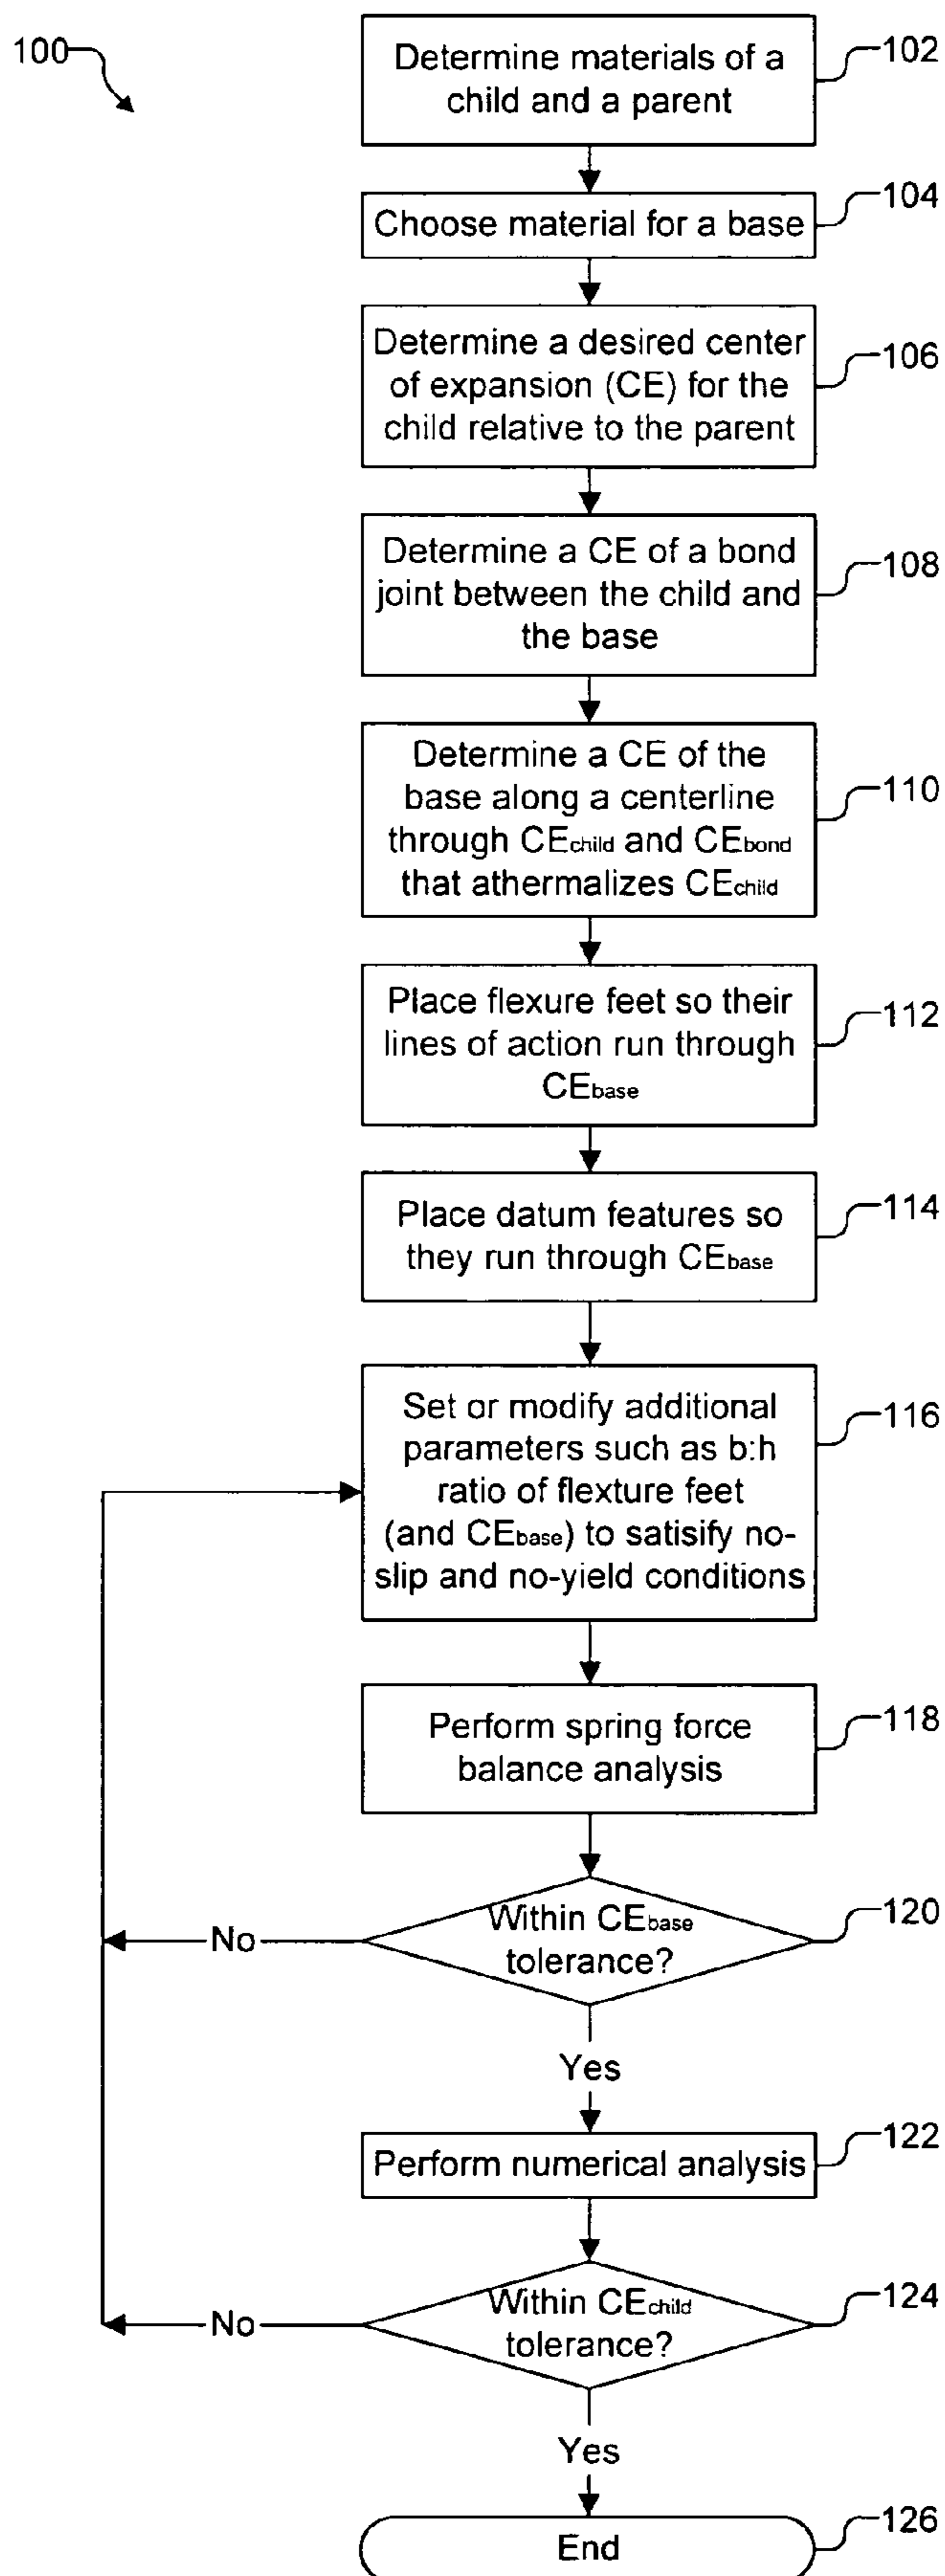 100
Determine materials of a
child and a parent
102
Choose material for a base
104
Determine a desired center
of expansion (CE) for the
child relative to the parent
106
Determine a CE of a bond
joint between the child and
the base
108
Determine a CE of the
base along a centerline
through CEchild and CEbond
that athermalizes CEchild
110
Place flexure feet so their
lines of action run through
CEbase
112
Place datum features so
they run through CEbase
114
Set or modify additional
parameters such as b:h
ratio of flexture feet
(and CEbase) to satisify no-
slip and no-yield conditions
116
Perform spring force
balance analysis
118
Within CEbase
tolerance?
120
No
Yes
Perform numerical analysis
122
Within CEchild
tolerance?
124
No
Yes
End
126